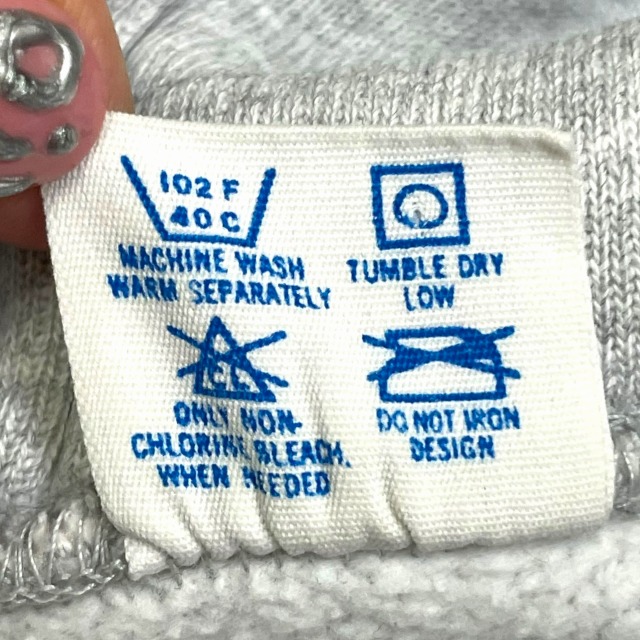 102 F
40 C
MACHINE WASH
WARM SEPARATELY
TUMBLE DRY
LOW
CL
ONLY NON-
CHLORINE BLEACH.
WHEN NEEDED
DO NOT IRON
DESIGN